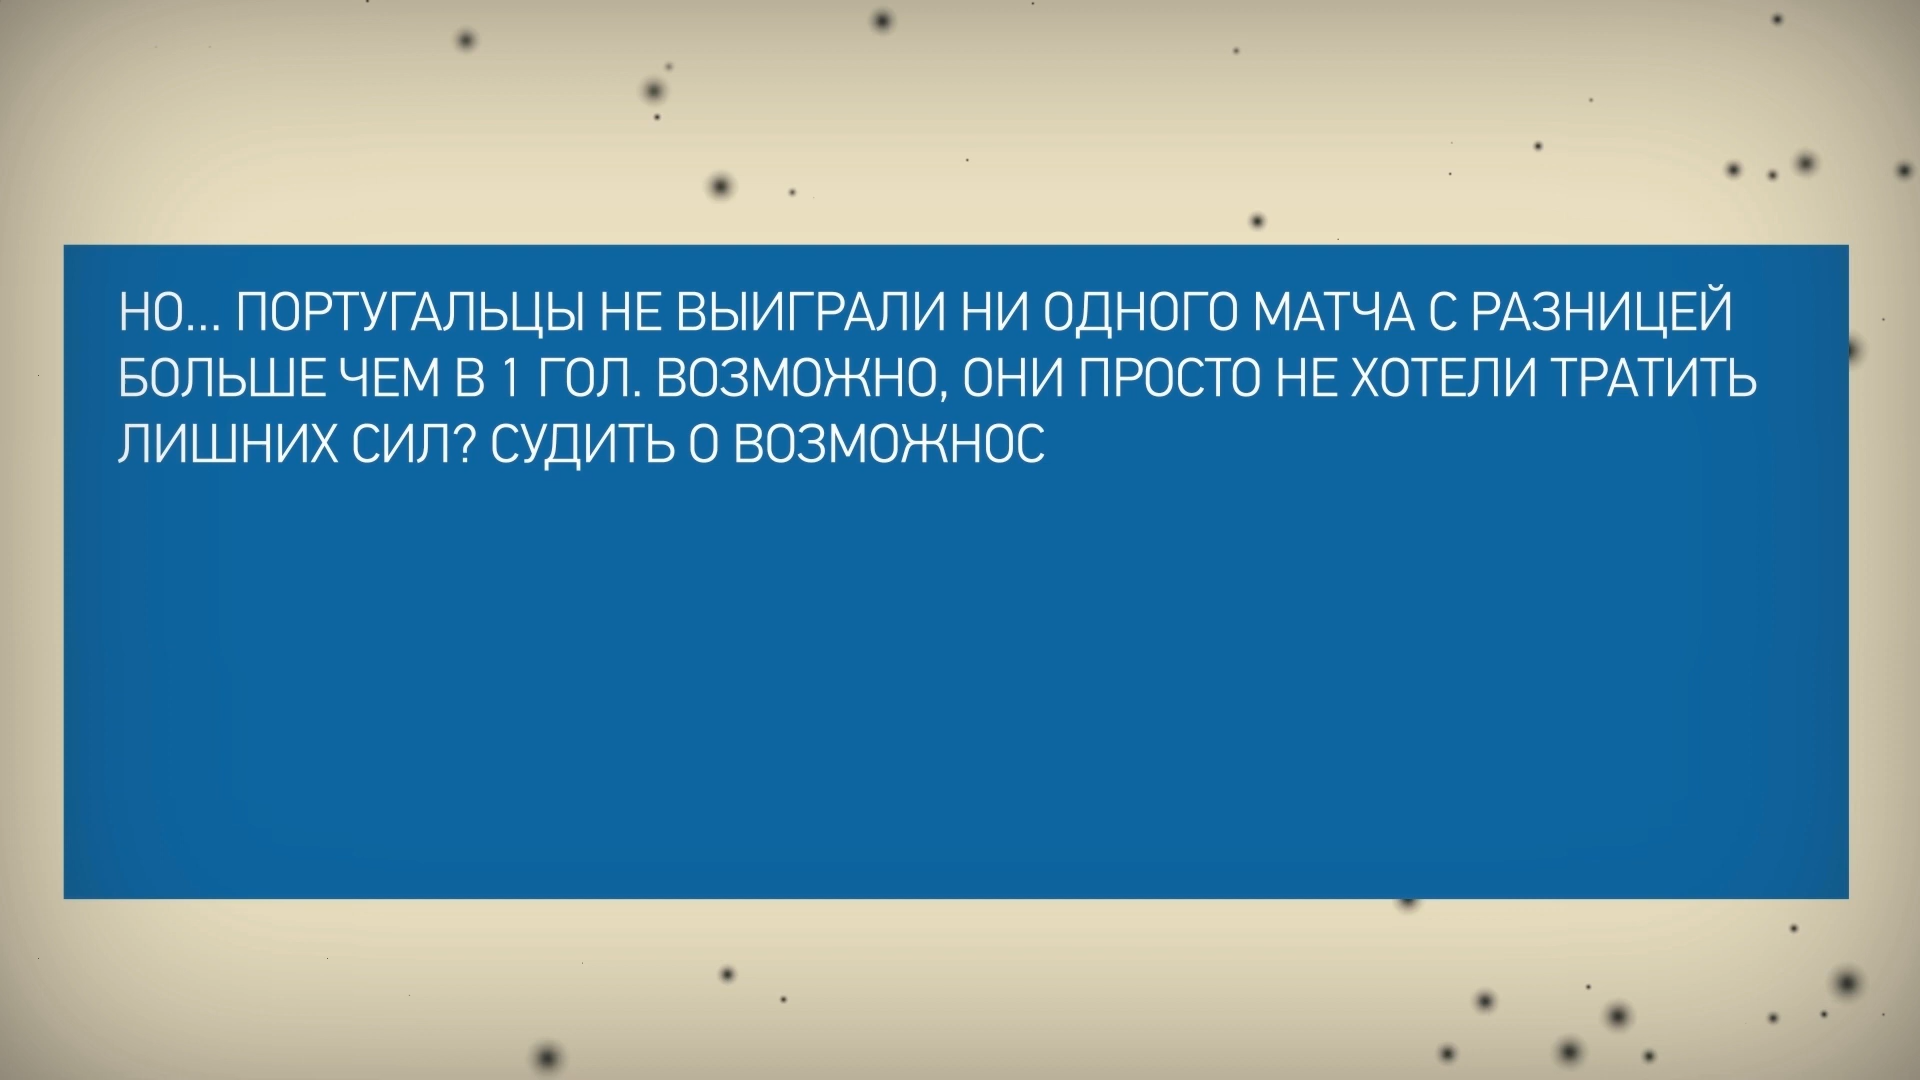 НО... ПОРТУГАЛЬЦЫ НЕ ВЫИГРАЛИ НИ ОДНОГО МАТЧА С РАЗНИЦЕЙ
БОЛЬШЕ ЧЕМ В 1 ГОЛ. ВОЗМОЖНО, ОНИ ПРОСТО НЕ ХОТЕЛИ ТРАТИТЬ
ЛИШНИХ СИЛ? СУДИТЬ О ВОЗМОЖНОС